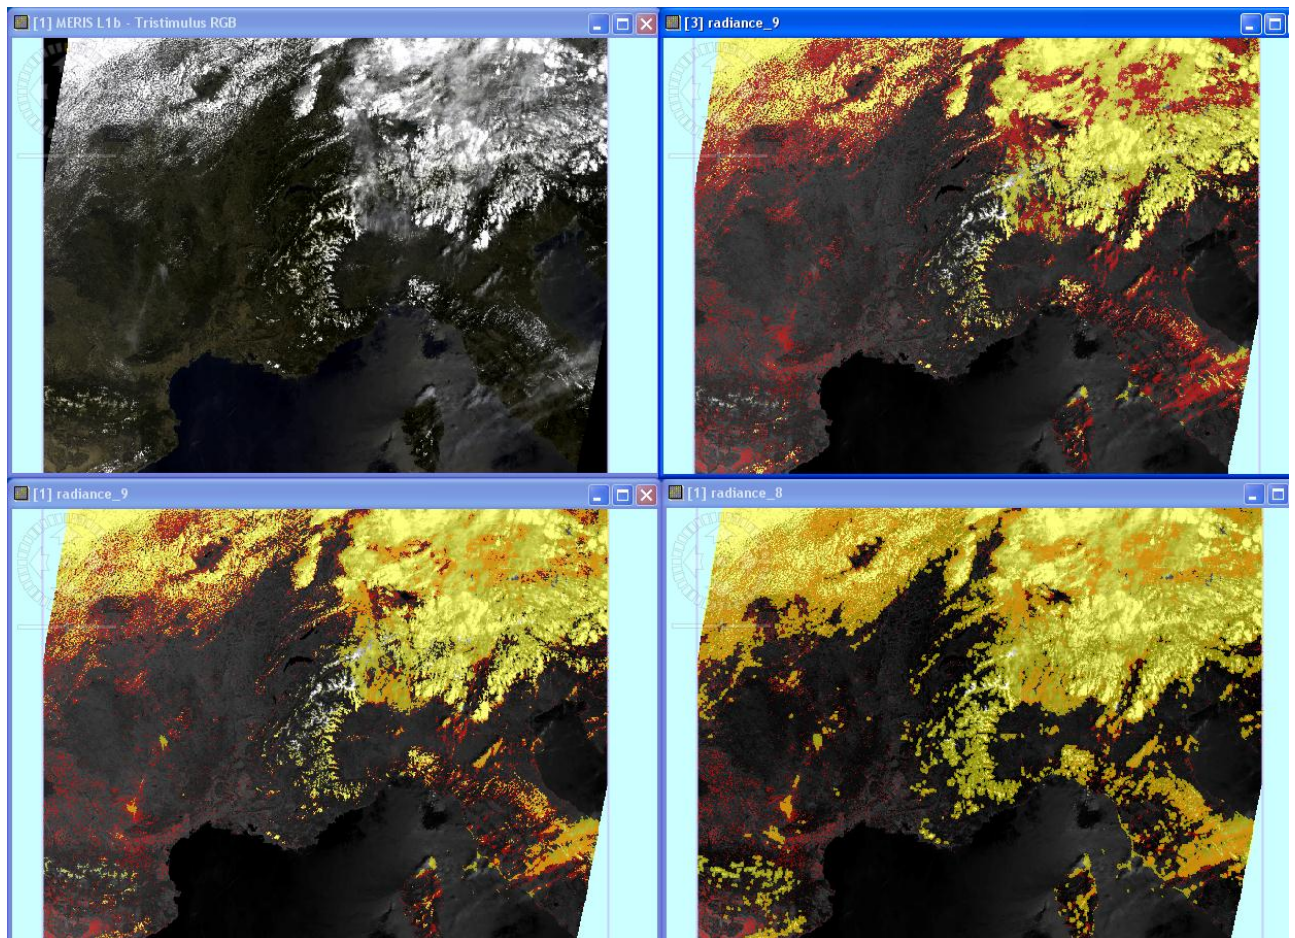 [1] MERIS L1b - Tristimulus RGB
[3] radiance_9
[1] radiance_9
[1] radiance_8